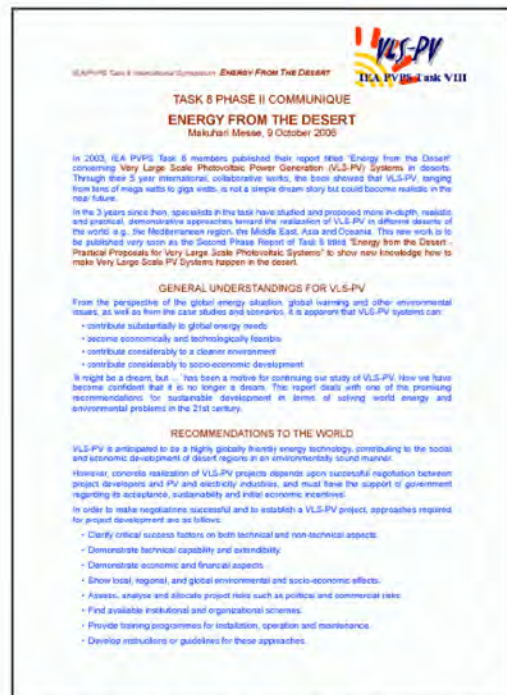 VLS-PV
IEA PVPS Task VIII
IEA/PVPS Task 8 International Symposium ENERGY FROM THE DESERT
TASK 8 PHASE II COMMUNIQUE
ENERGY FROM THE DESERT
Makuhari Messe, 9 October 2006
In 2003, IEA PVPS Task 8 members published their report titled "Energy from the Desert"
concerning Very Large Scale Photovoltaic Power Generation (VLS-PV) Systems in deserts.
Through their 5 year international, collaborative works, the book showed that VLS-PV, ranging
from tens of mega watts to giga watts, is not a simple dream story but could become realistic in the
near future.
In the 3 years since then, specialists in the task have studied and proposed more in-depth, realistic
and practical, demonstrative approaches toward the realization of VLS-PV in different deserts of
the world e.g., the Mediterranean region, the Middle East, Asia and Oceania. This new work is to
be published very soon as the Second Phase Report of Task 8 titled "Energy from the Desert -
Practical Proposals for Very Large Scale Photovoltaic Systems" to show new knowledge how to
make Very Large Scale PV Systems happen in the desert.
GENERAL UNDERSTANDINGS FOR VLS-PV
From the perspective of the global energy situation, global warming and other environmental
issues, as well as from the case studies and scenarios, it is apparent that VLS-PV systems can:
• contribute substantially to global energy needs
• become economically and technologically feasible
• contribute considerably to a cleaner environment
• contribute considerably to socio-economic development
'It might be a dream, but ...' has been a motive for continuing our study of VLS-PV. Now we have
become confident that it is no longer a dream. This report deals with one of the promising
recommendations for sustainable development in terms of solving world energy and
environmental problems in the 21st century.
RECOMMENDATIONS TO THE WORLD
VLS-PV is anticipated to be a highly globally friendly energy technology, contributing to the social
and economic development of desert regions in an environmentally sound manner.
However, concrete realization of VLS-PV projects depends upon successful negotiation between
project developers and PV and electricity industries, and must have the support of government
regarding its acceptance, sustainability and initial economic incentives.
In order to make negotiations successful and to establish a VLS-PV project, approaches required
for project development are as follows:
• Clarify critical success factors on both technical and non-technical aspects.
• Demonstrate technical capability and extendibility.
• Demonstrate economic and financial aspects.
• Show local, regional, and global environmental and socio-economic effects.
• Assess, analyse and allocate project risks such as political and commercial risks.
• Find available institutional and organizational schemes.
• Provide training programmes for installation, operation and maintenance.
• Develop instructions or guidelines for these approaches.